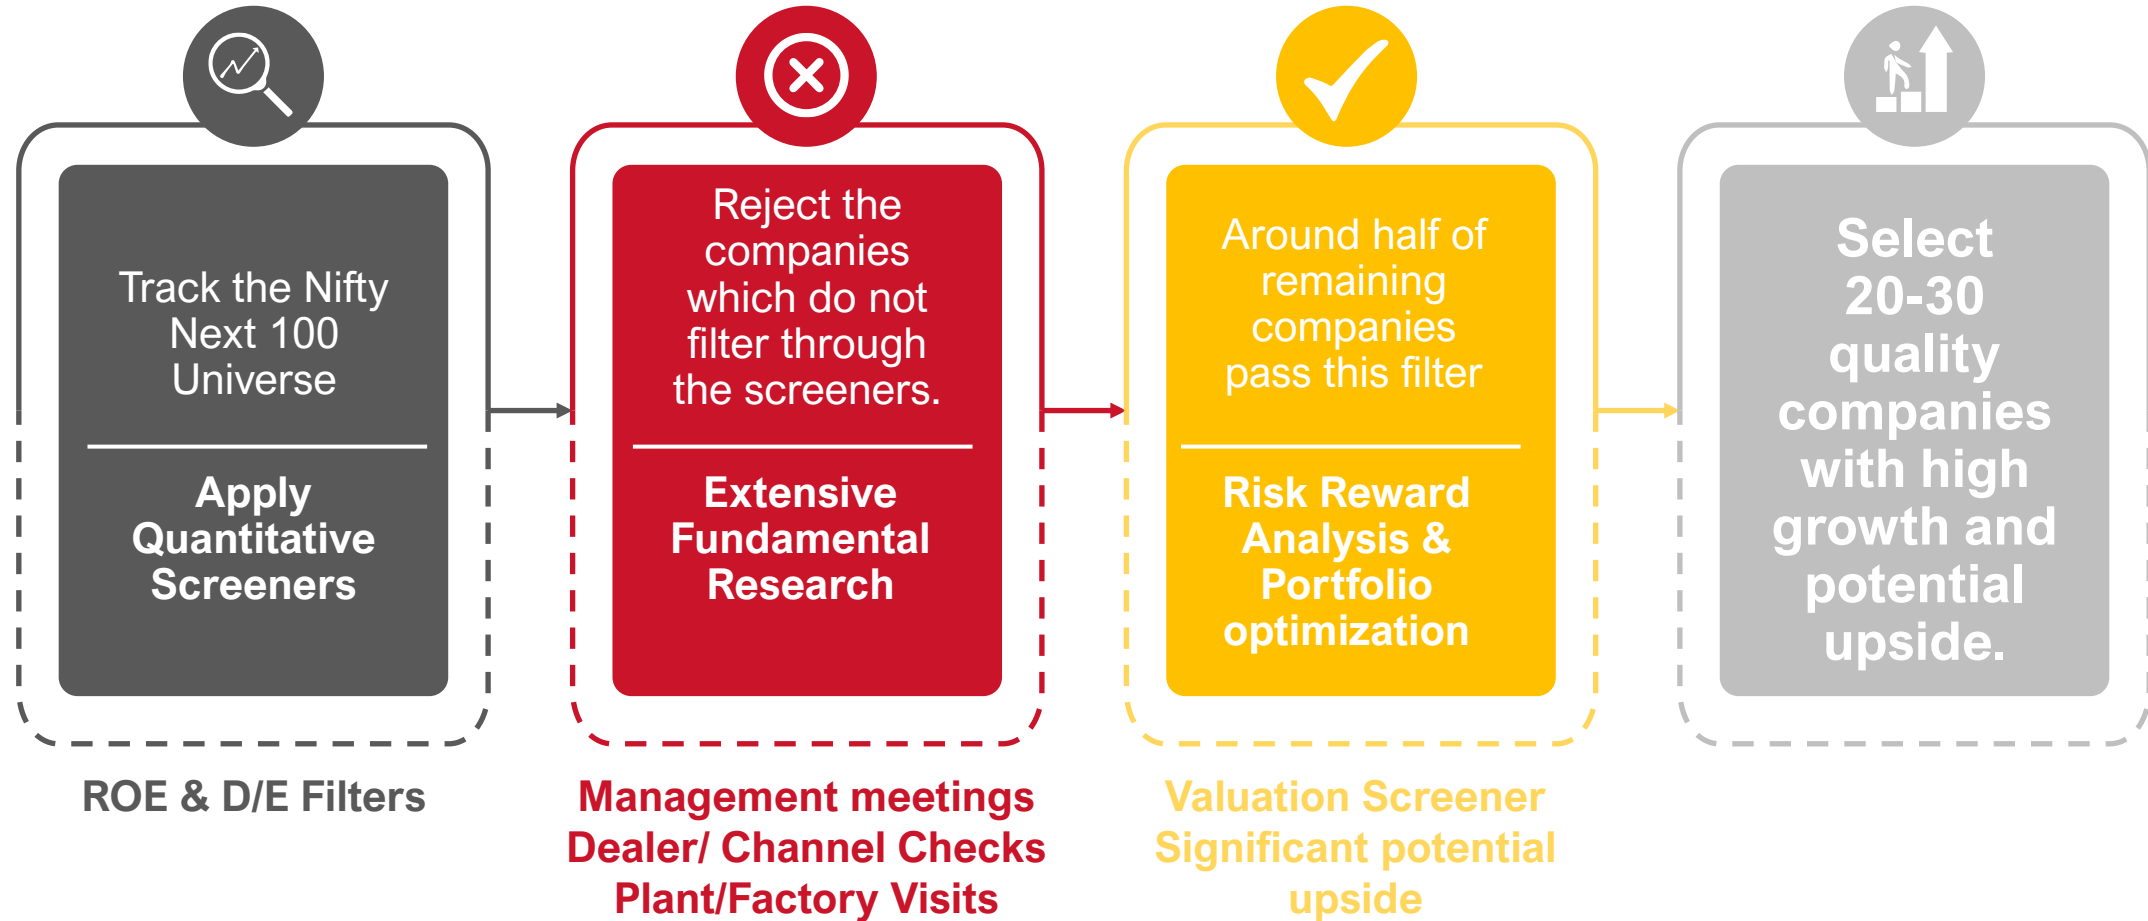 Track the Nifty
Next 100
Universe
Apply
Quantitative
Screeners
ROE & D/E Filters
Reject the
companies
which do not
filter through
the screeners.
Extensive
Fundamental
Research
Management meetings
Dealer/ Channel Checks
Plant/Factory Visits
Around half of
remaining
companies
pass this filter
Risk Reward
Analysis &
Portfolio
optimization
Valuation Screener
Significant potential
upside
Select
20-30
quality
companies
with high
growth and
potential
upside.